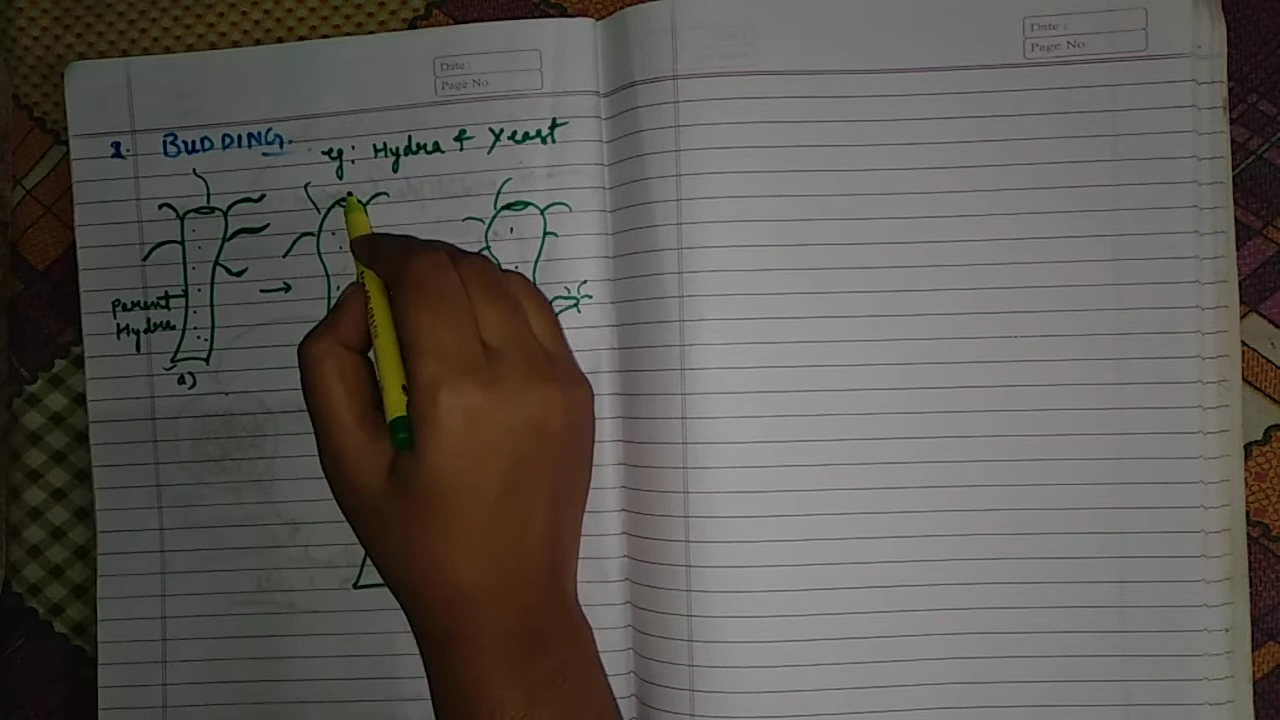 Date :
Page No.
Date :
Page No.
2. BUDDING. eg: Hydra & Yeast
Parent
Hydra
a)